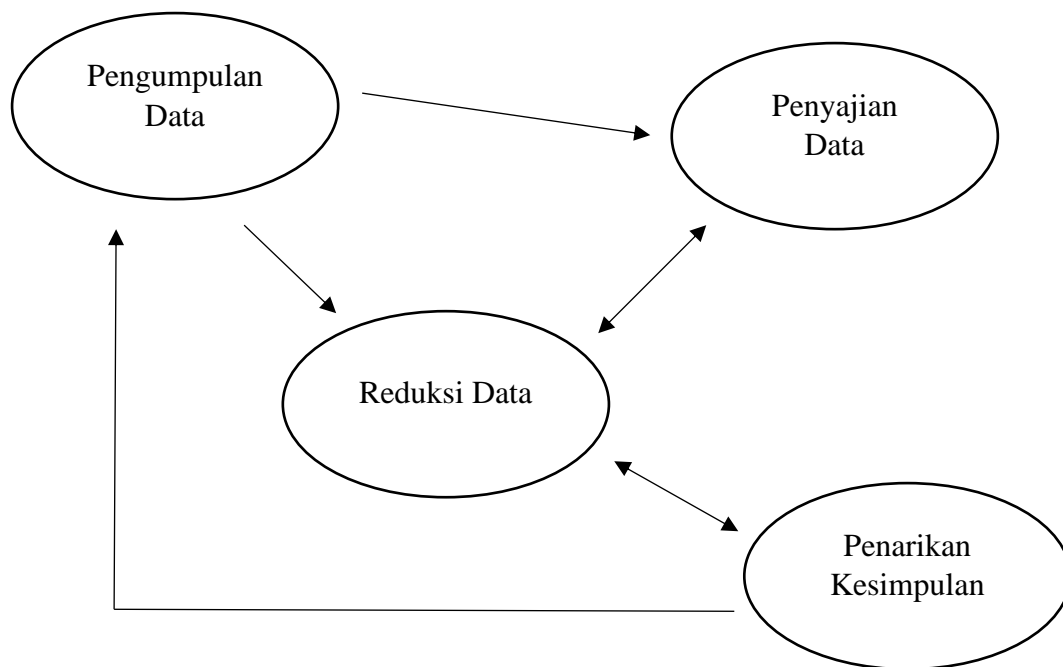 Pengumpulan
Data
Penyajian
Data
Reduksi Data
Penarikan
Kesimpulan